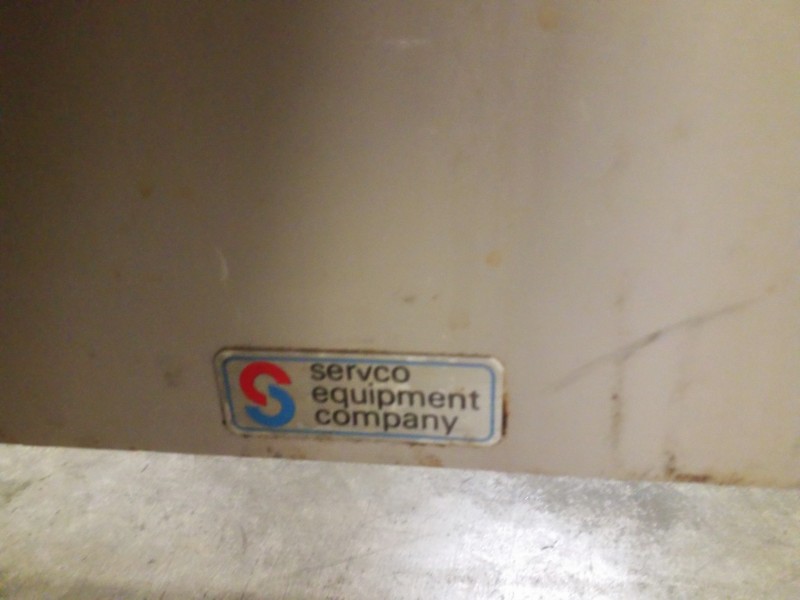 servco
equipment
company